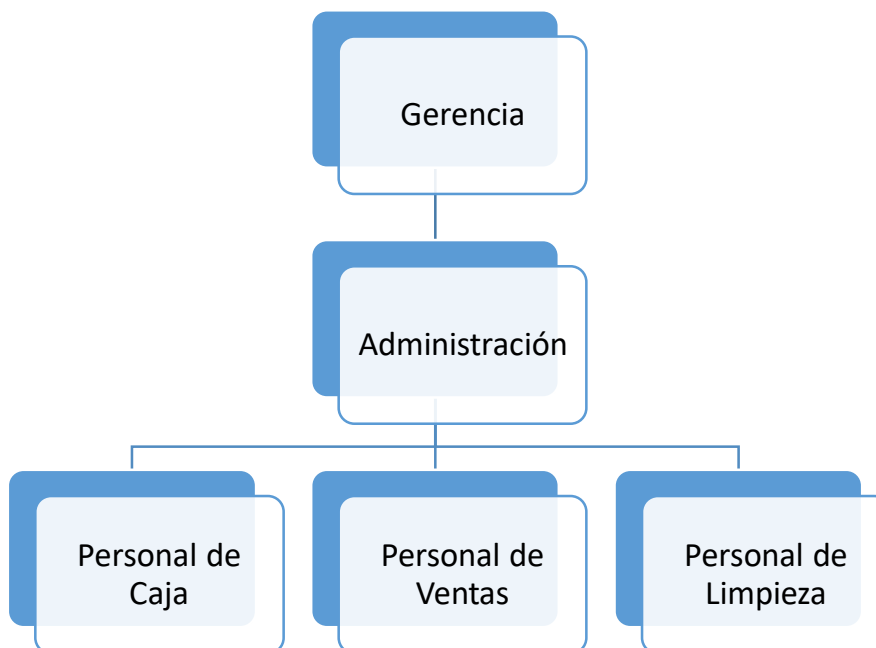 Gerencia
Administración
Personal de
Caja
Personal de
Ventas
Personal de
Limpieza